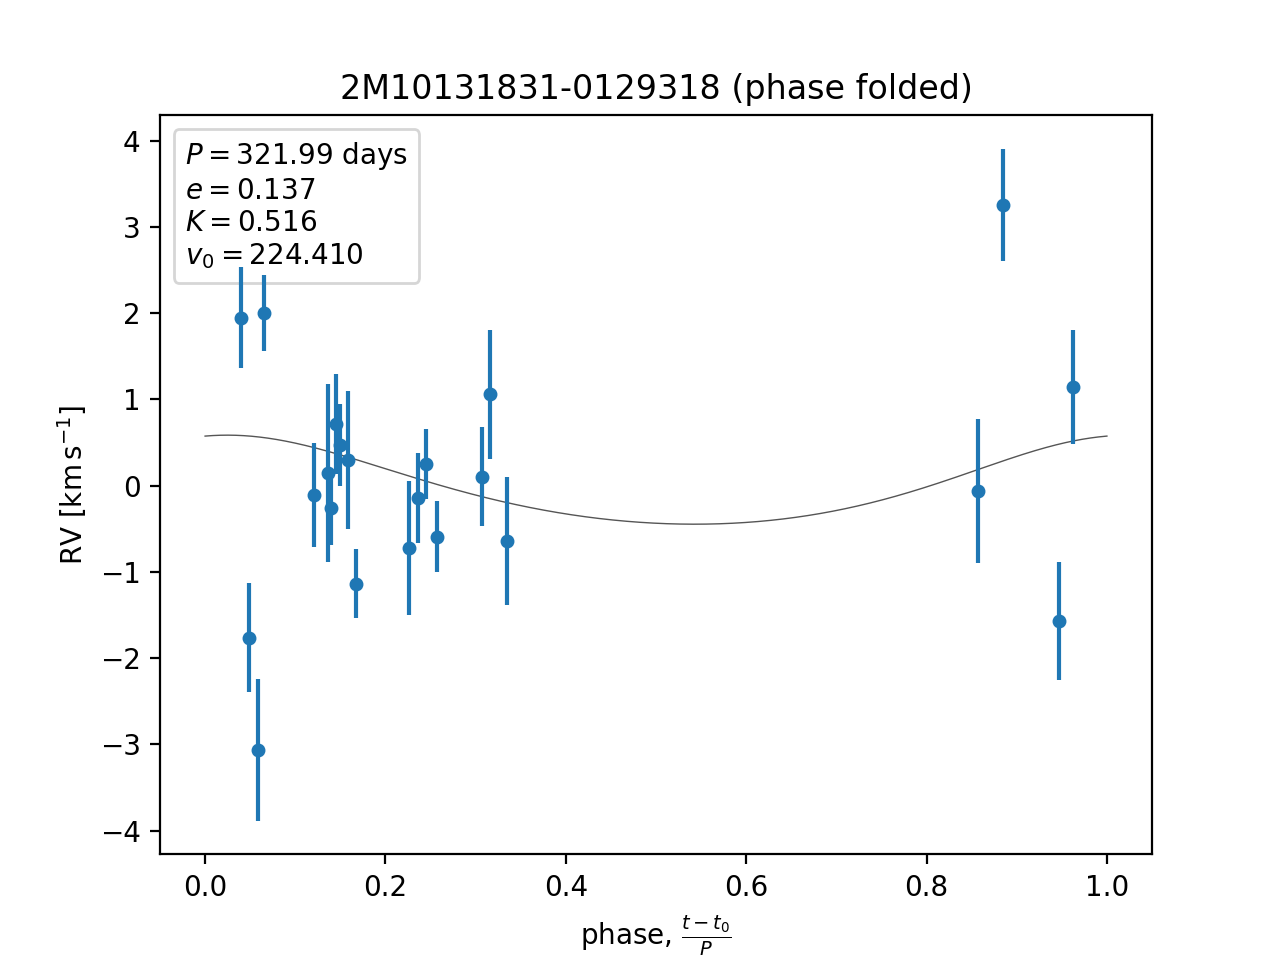 2M10131831-0129318 (phase folded)
P = 321.99 days
e = 0.137
K = 0.516
v₀ = 224.410
4
3
2
1
0
−1
−2
−3
−4
RV [km s⁻¹]
0.0 0.2 0.4 0.6 0.8 1.0
phase, (t − t₀)/P